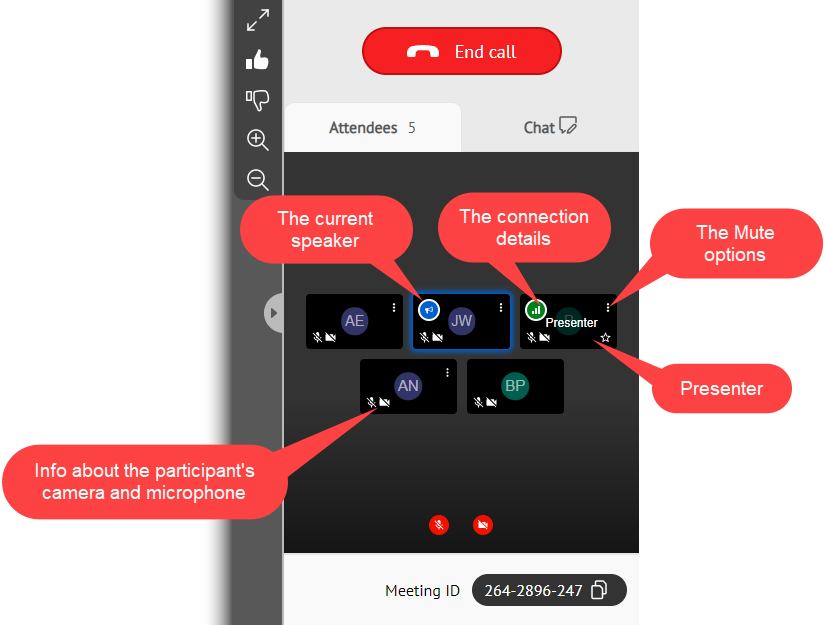 End call
Attendees 5
Chat
The current
speaker
The connection
details
The Mute
options
AE
JW
Presenter
Presenter
AN
BP
Info about the participant's
camera and microphone
Meeting ID
264-2896-247